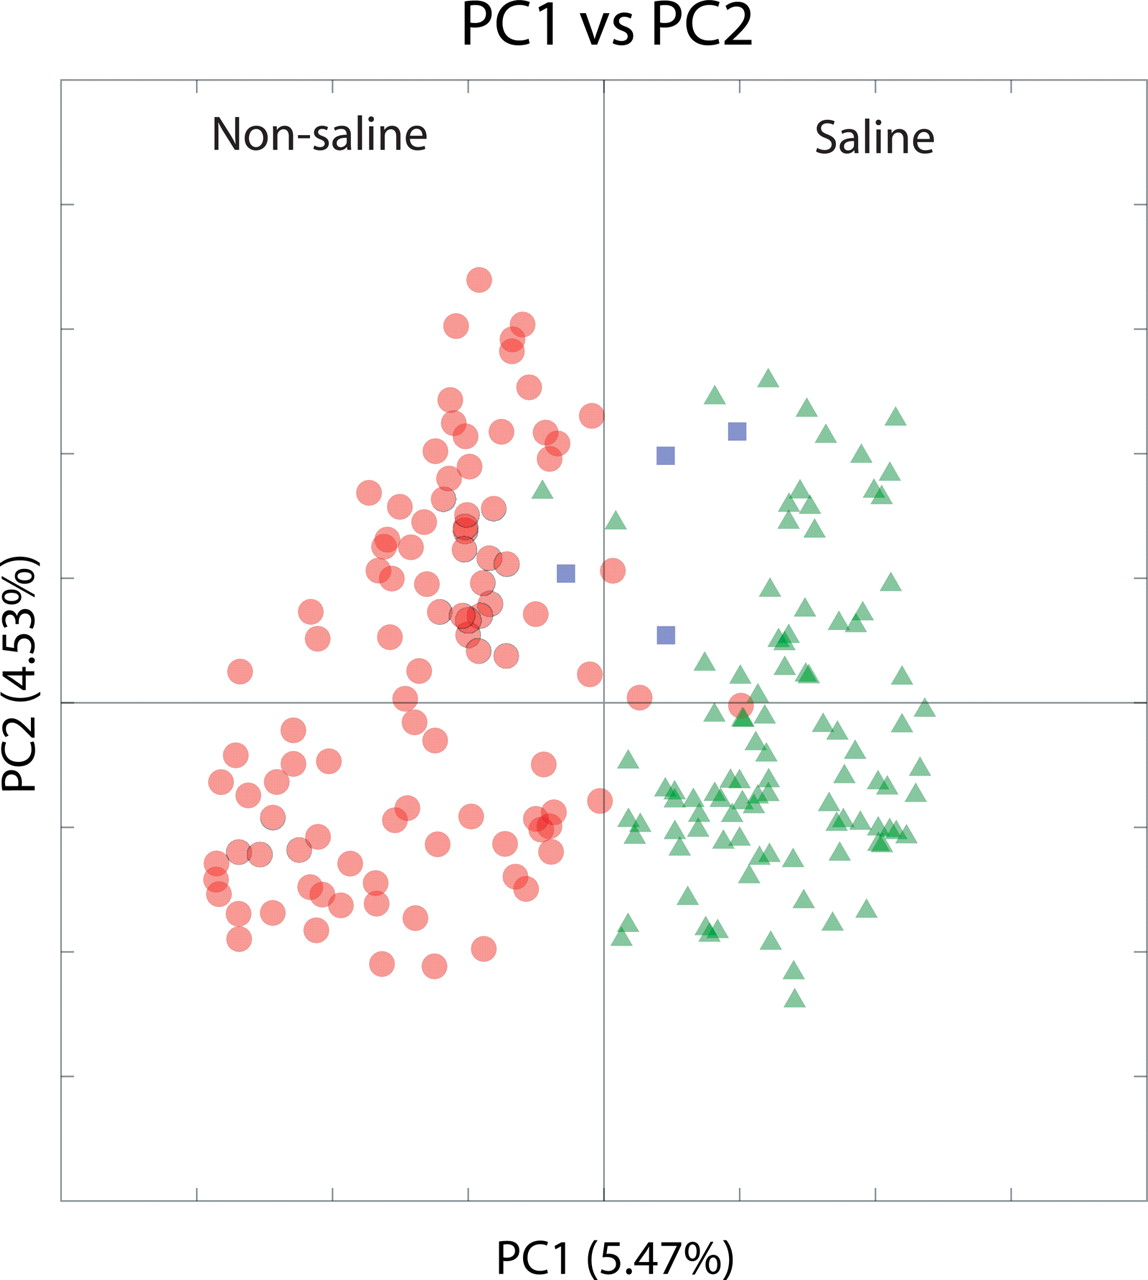 PC1 vs PC2
Non-saline
Saline
PC2 (4.53%)
PC1 (5.47%)